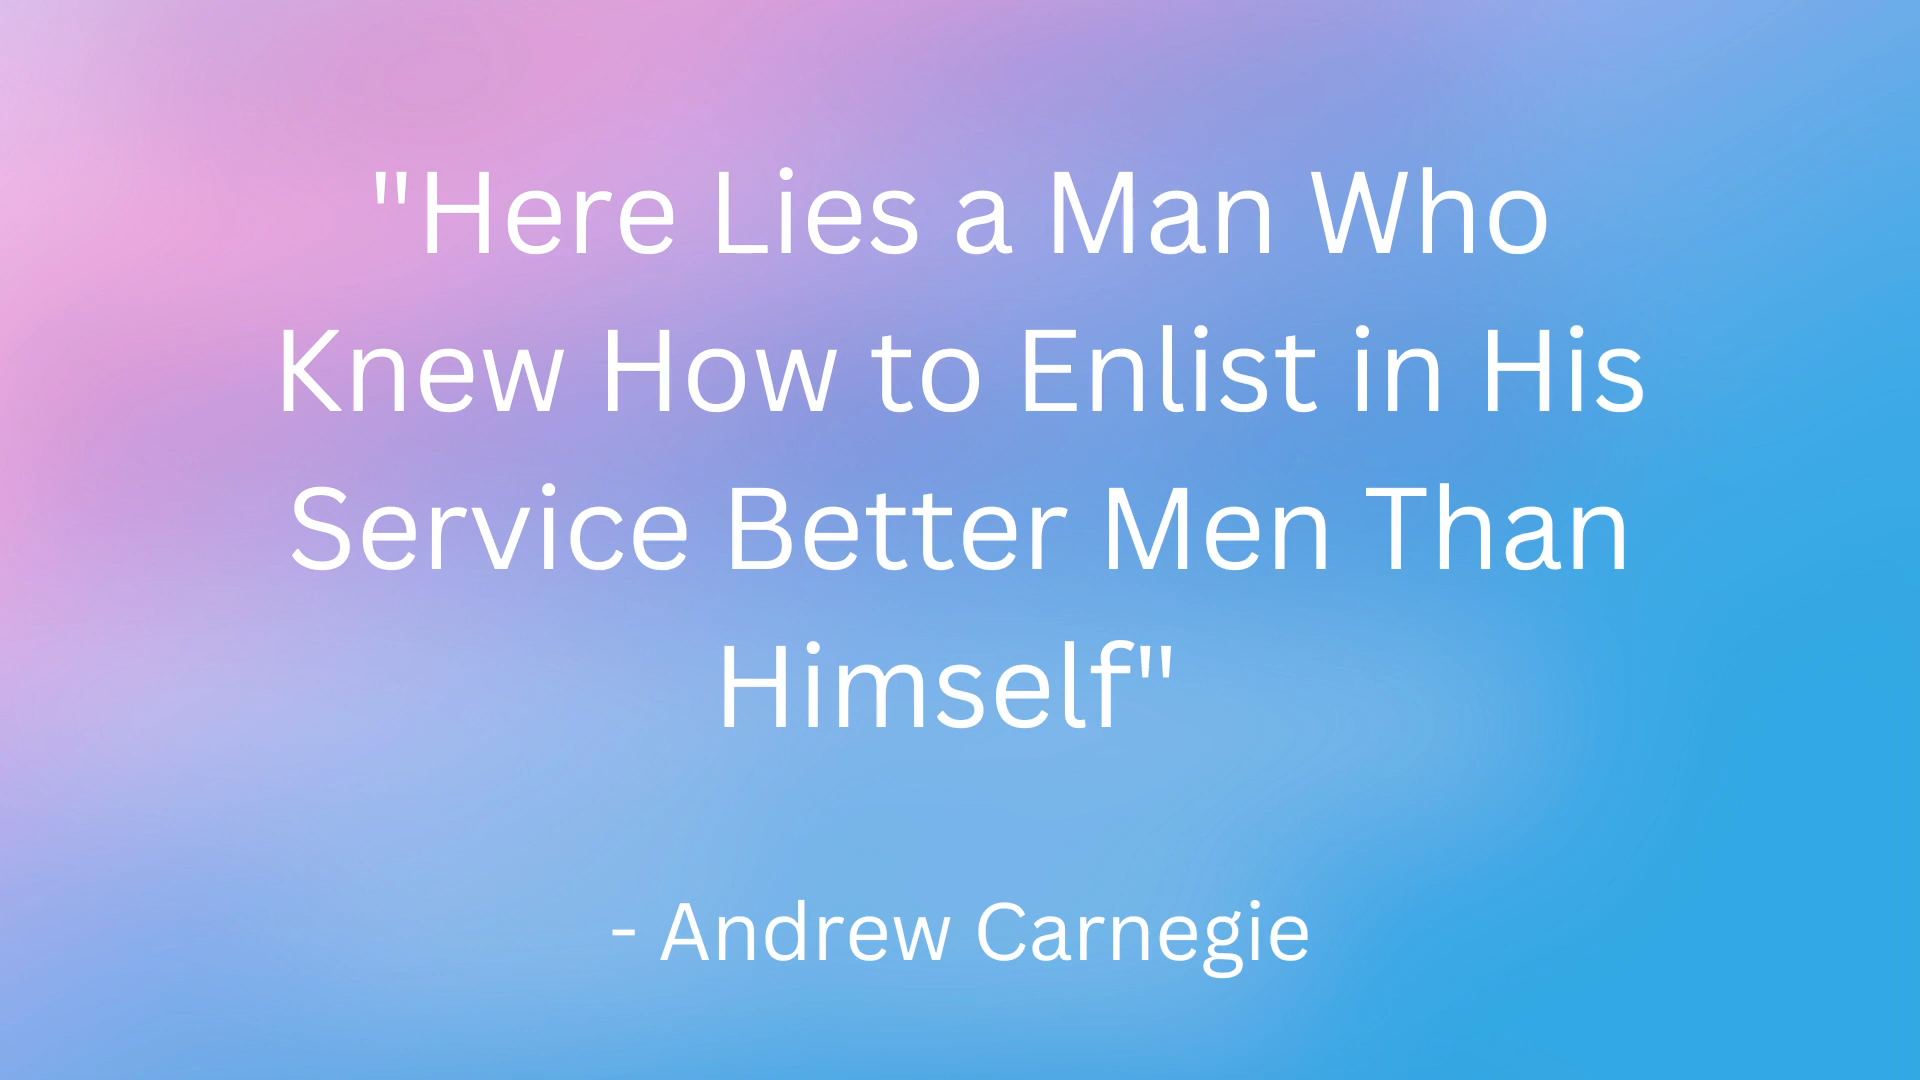 "Here Lies a Man Who
Knew How to Enlist in His
Service Better Men Than
Himself"
- Andrew Carnegie